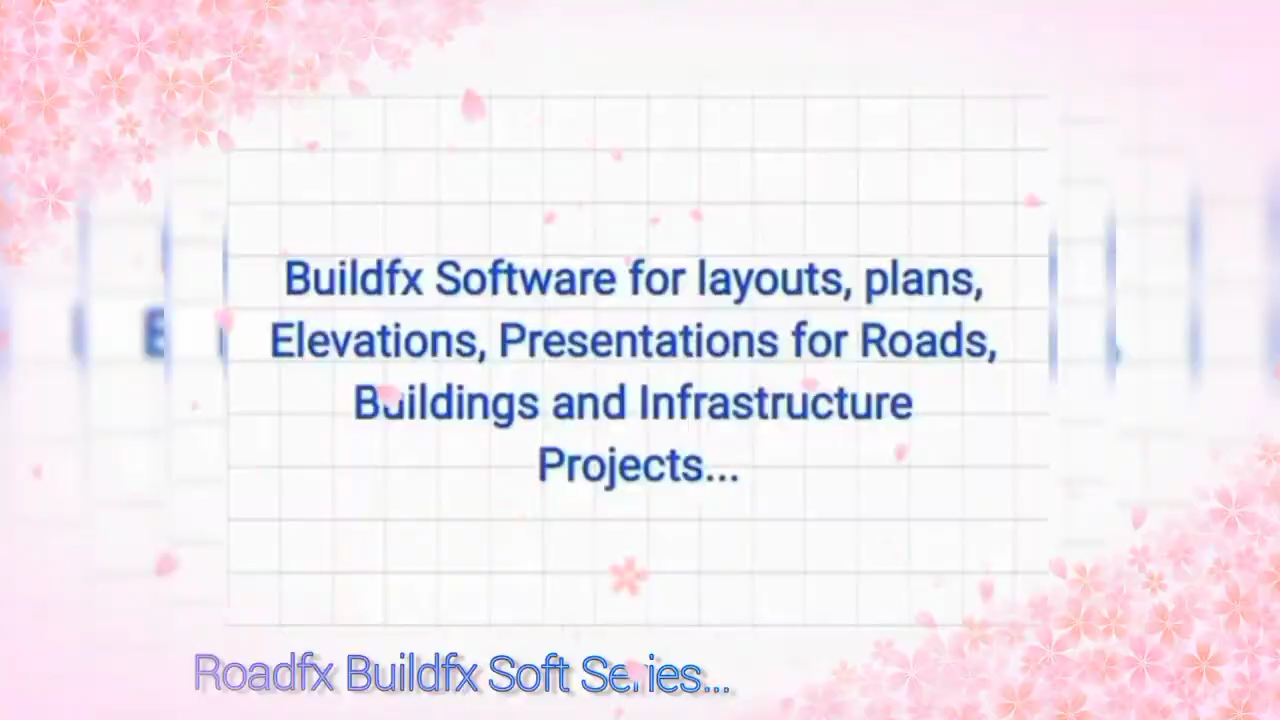 Buildfx Software for layouts, plans,
Elevations, Presentations for Roads,
Buildings and Infrastructure
Projects...
Roadfx Buildfx Soft Series...